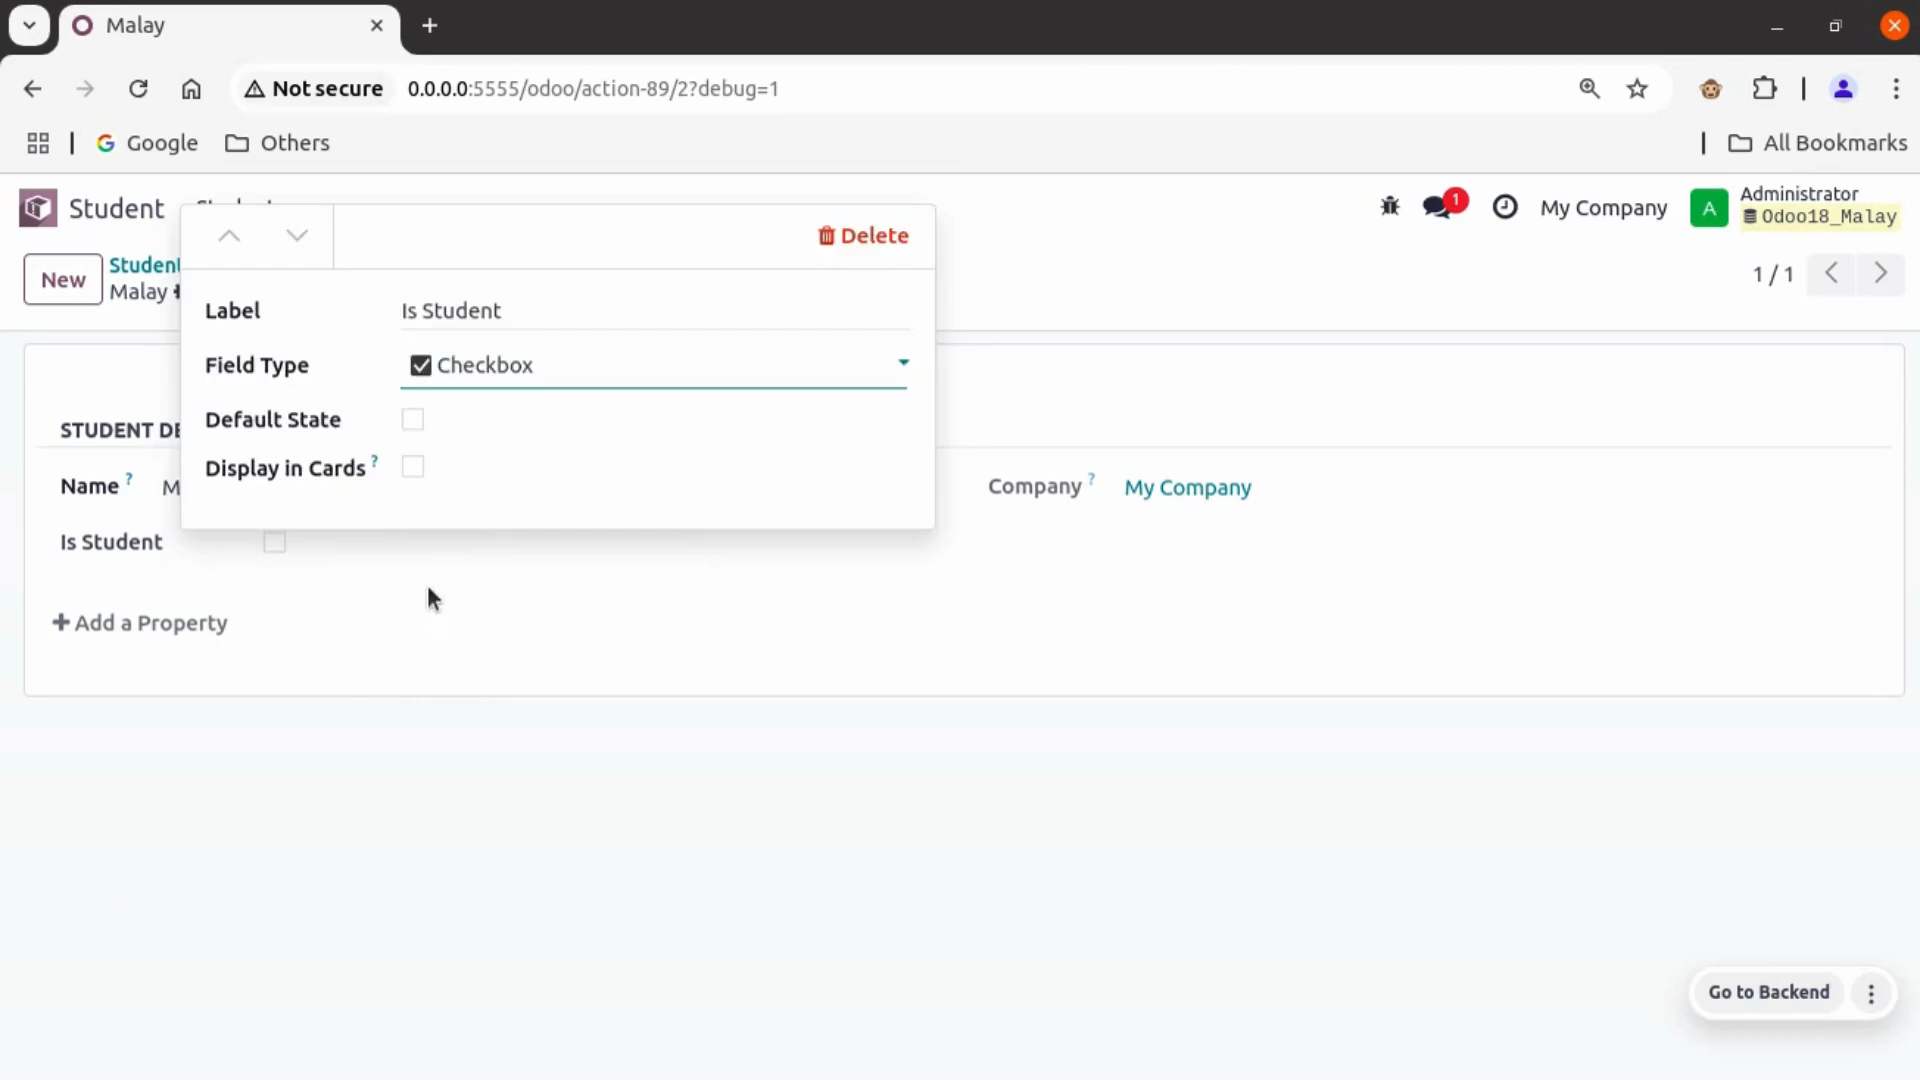 Malay
Not secure 0.0.0.0:5555/odoo/action-89/2?debug=1
Google Others All Bookmarks
Student
1
My Company
A
Administrator
Odoo18_Malay
New
Student
Malay
1 / 1
Delete
Label Is Student
Field Type Checkbox
Default State
Display in Cards ?
STUDENT DE
Name ? M
Company ? My Company
Is Student
Add a Property
Go to Backend